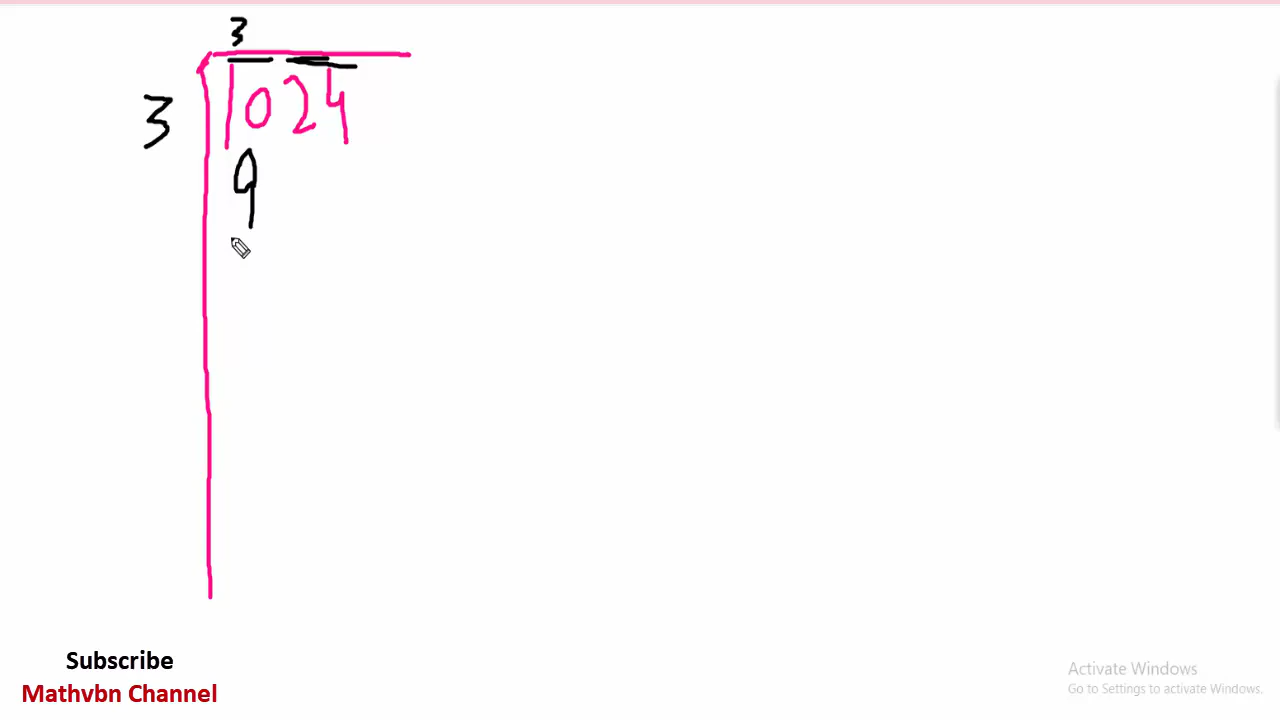 3
3 1024
9
Subscribe
Mathvbn Channel
Activate Windows
Go to Settings to activate Windows.